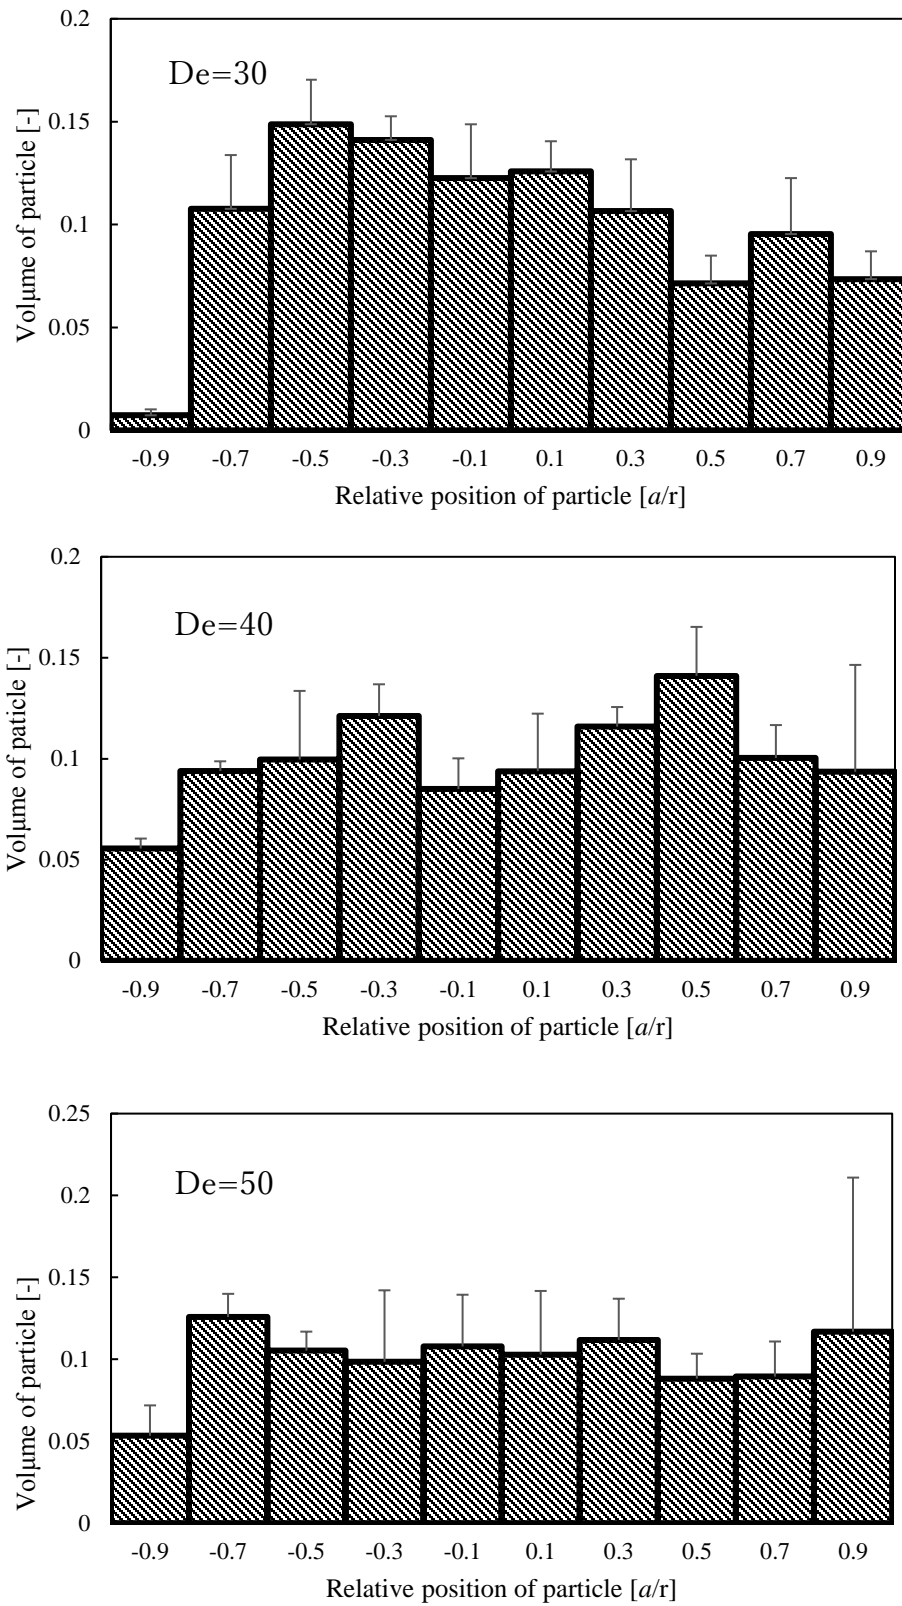 0.2
De=30
0.15
0.1
0.05
0
Volµme of particle [-]
-0.9 -0.7 -0.5 -0.3 -0.1 0.1 0.3 0.5 0.7 0.9
Relative position of particle [a/r]
0.2
De=40
0.15
0.1
0.05
0
Volµme of paticle [-]
-0.9 -0.7 -0.5 -0.3 -0.1 0.1 0.3 0.5 0.7 0.9
Relative position of particle [a/r]
0.25
De=50
0.2
0.15
0.1
0.05
0
Volµme of particle [-]
-0.9 -0.7 -0.5 -0.3 -0.1 0.1 0.3 0.5 0.7 0.9
Relative position of particle [a/r]